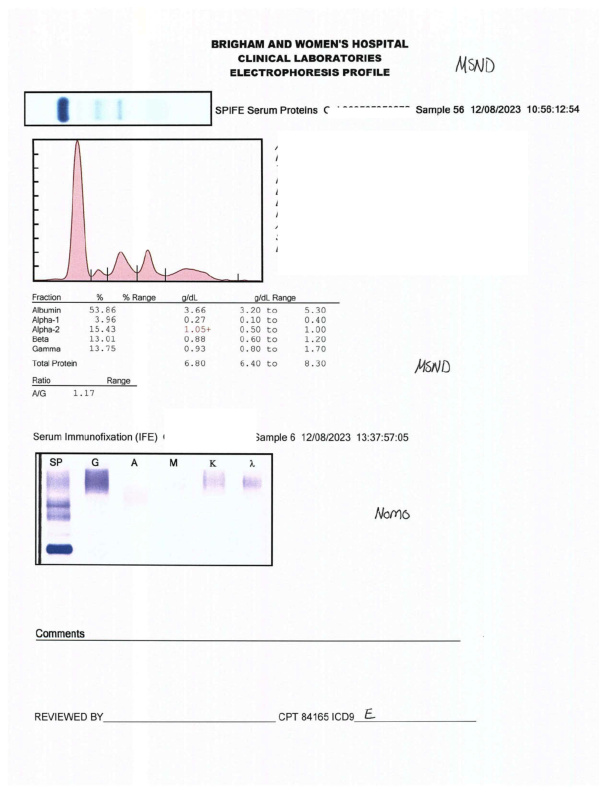 BRIGHAM AND WOMEN'S HOSPITAL
CLINICAL LABORATORIES
ELECTROPHORESIS PROFILE
MSND
SPIFE Serum Proteins Sample 56 12/08/2023 10:56:12:54
Fraction % % Range g/dL g/dL Range
Albumin 53.86 3.66 3.20 to 5.30
Alpha-1 3.96 0.27 0.10 to 0.40
Alpha-2 15.43 1.05+ 0.50 to 1.00
Beta 13.01 0.88 0.60 to 1.20
Gamma 13.75 0.93 0.80 to 1.70
Total Protein 6.80 6.40 to 8.30
MSND
Ratio Range
A/G 1.17
Serum Immunofixation (IFE) Sample 6 12/08/2023 13:37:57:05
SP G A M K λ
Nomo
Comments
REVIEWED BY CPT 84165 ICD9 E